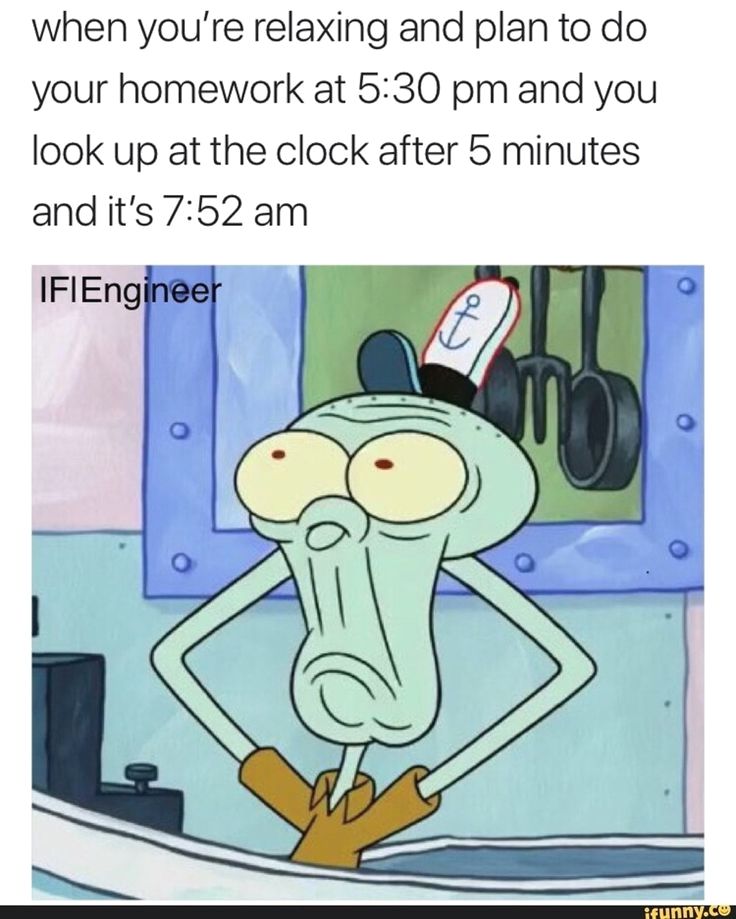 when you're relaxing and plan to do
your homework at 5:30 pm and you
look up at the clock after 5 minutes
and it's 7:52 am
IFIEngineer
ifunny.co